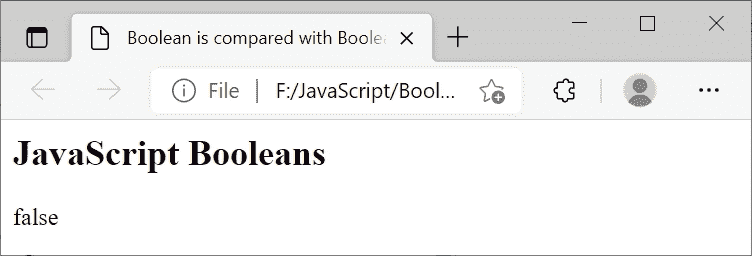 Boolean is compared with Boole
File F:/JavaScript/Bool...
JavaScript Booleans
false